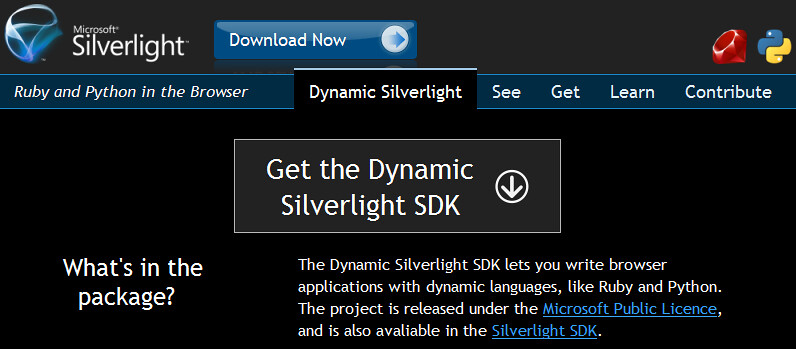 Microsoft®
Silverlight™
Download Now
Ruby and Python in the Browser
Dynamic Silverlight
See
Get
Learn
Contribute
Get the Dynamic
Silverlight SDK
What's in the
package?
The Dynamic Silverlight SDK lets you write browser
applications with dynamic languages, like Ruby and Python.
The project is released under the Microsoft Public Licence,
and is also avaliable in the Silverlight SDK.